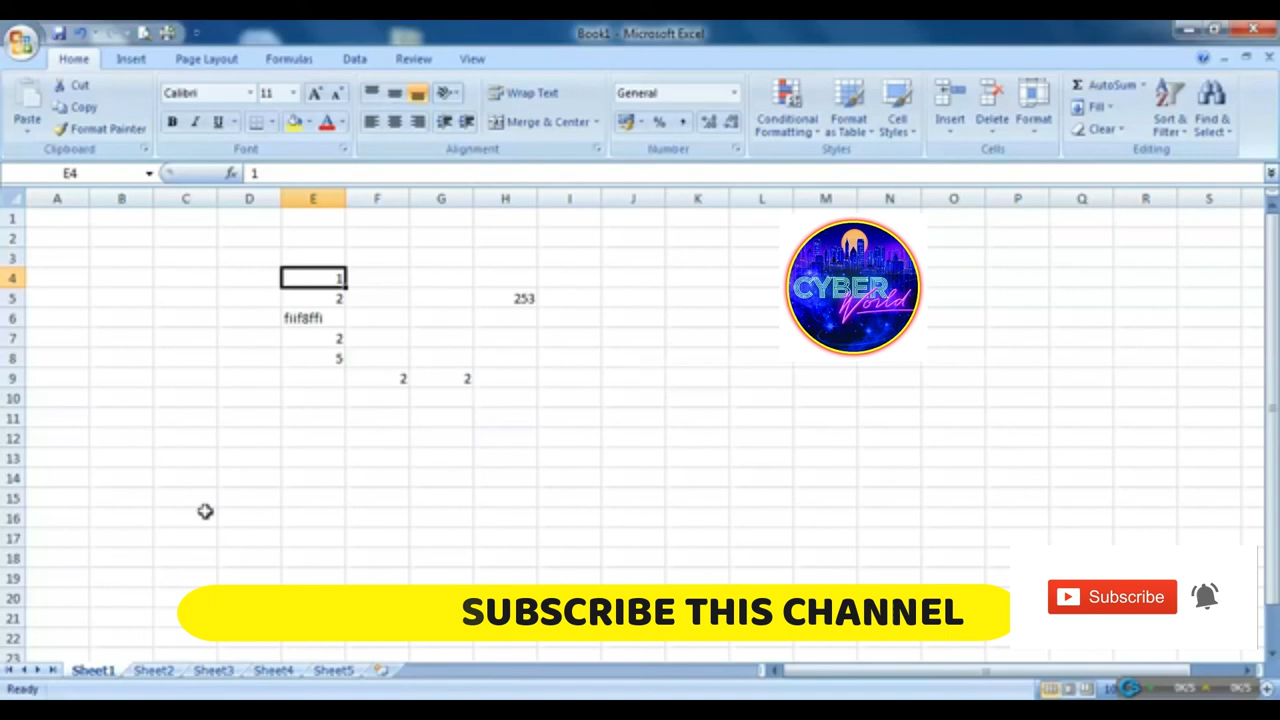 Book1 - Microsoft Excel
Home Insert Page Layout Formulas Data Review View
Cut
Copy
Format Painter
Paste
Clipboard
Calibri 11
B I U
Font
Wrap Text
Merge & Center
Alignment
General
%
Number
Conditional Formatting
Format as Table
Cell Styles
Styles
Insert Delete Format
Cells
Σ AutoSum
Fill
Clear
Sort & Filter
Find & Select
Editing
E4 fx 1
A B C D E F G H I J K L M N O P Q R S
1
2
3
4 1
5 2 253
6 fiif8ffi
7 2
8 5
9 2 2
10
11
12
13
14
15
16
17
18
19
20
21
22
23
CYBER
World
SUBSCRIBE THIS CHANNEL
Subscribe
Sheet1 Sheet2 Sheet3 Sheet4 Sheet5
Ready